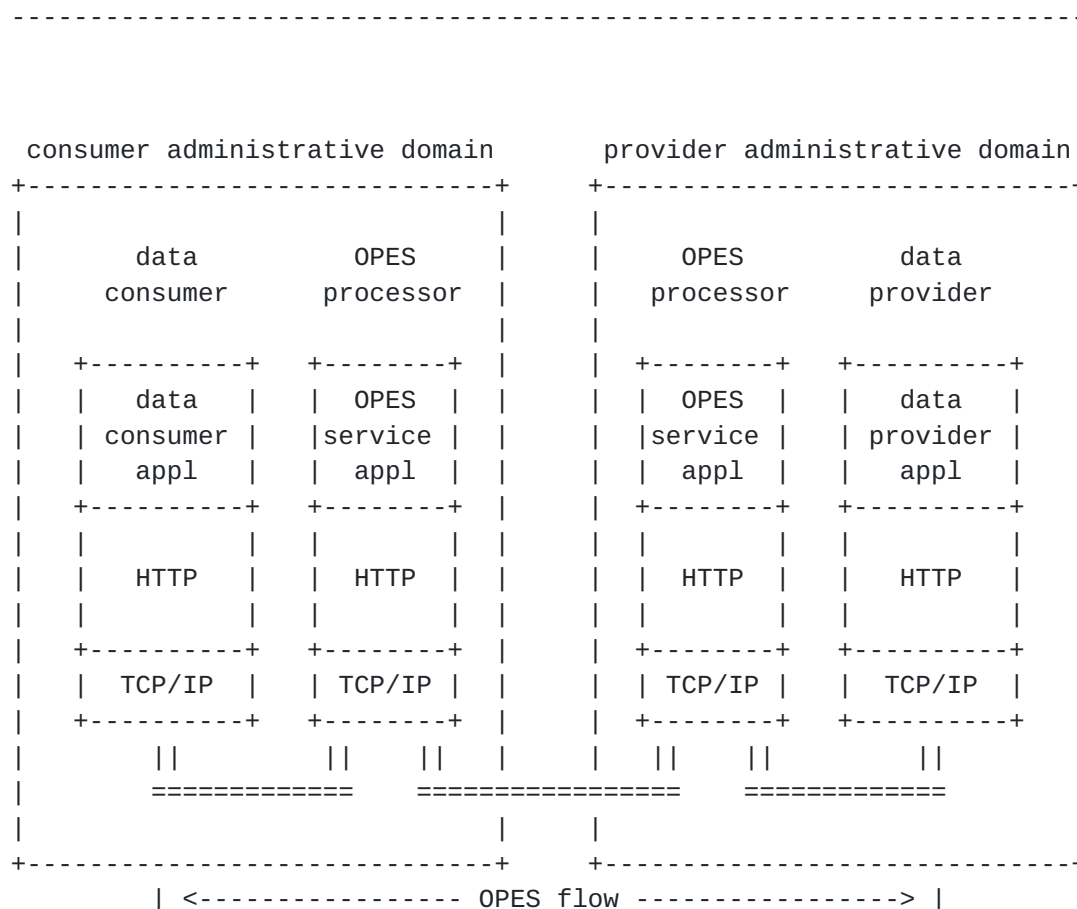 --------------------------------------------------------------------
consumer administrative domain       provider administrative domain
+------------------------------+     +------------------------------+
|                              |     |
|       data          OPES     |     |     OPES          data
|     consumer      processor  |     |   processor     provider
|                              |     |
|   +----------+   +--------+  |     |  +--------+   +----------+
|   |   data   |   |  OPES  |  |     |  |  OPES  |   |   data   |
|   | consumer |   |service |  |     |  |service |   | provider |
|   |   appl   |   |  appl  |  |     |  |  appl  |   |   appl   |
|   +----------+   +--------+  |     |  +--------+   +----------+
|   |          |   |        |  |     |  |        |   |          |
|   |   HTTP   |   |  HTTP  |  |     |  |  HTTP  |   |   HTTP   |
|   |          |   |        |  |     |  |        |   |          |
|   +----------+   +--------+  |     |  +--------+   +----------+
|   |  TCP/IP  |   | TCP/IP |  |     |  | TCP/IP |   |  TCP/IP  |
|   +----------+   +--------+  |     |  +--------+   +----------+
|        ||         ||    ||   |     |   ||    ||         ||
|        =============    =================    =============
|                              |     |
+------------------------------+     +------------------------------+
         | <----------------- OPES flow -----------------> |